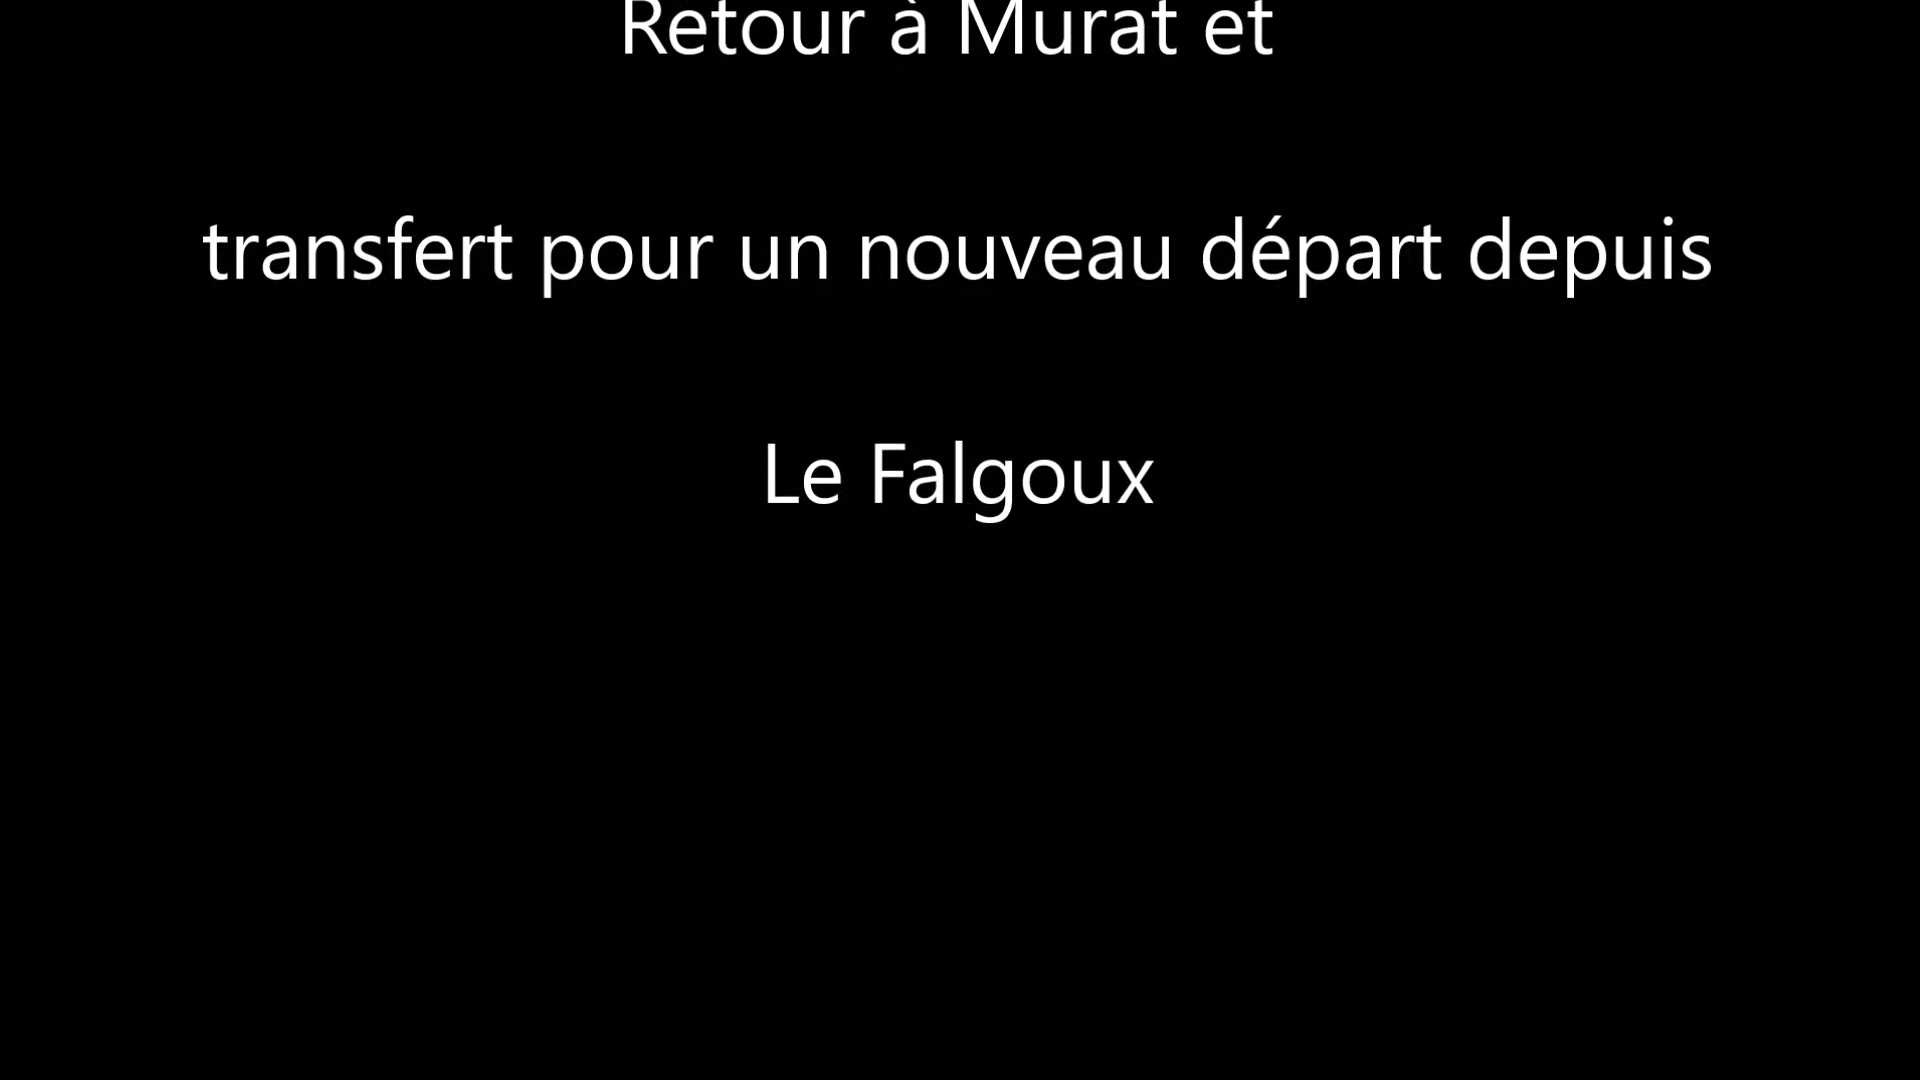 Retour à Murat et
transfert pour un nouveau départ depuis
Le Falgoux